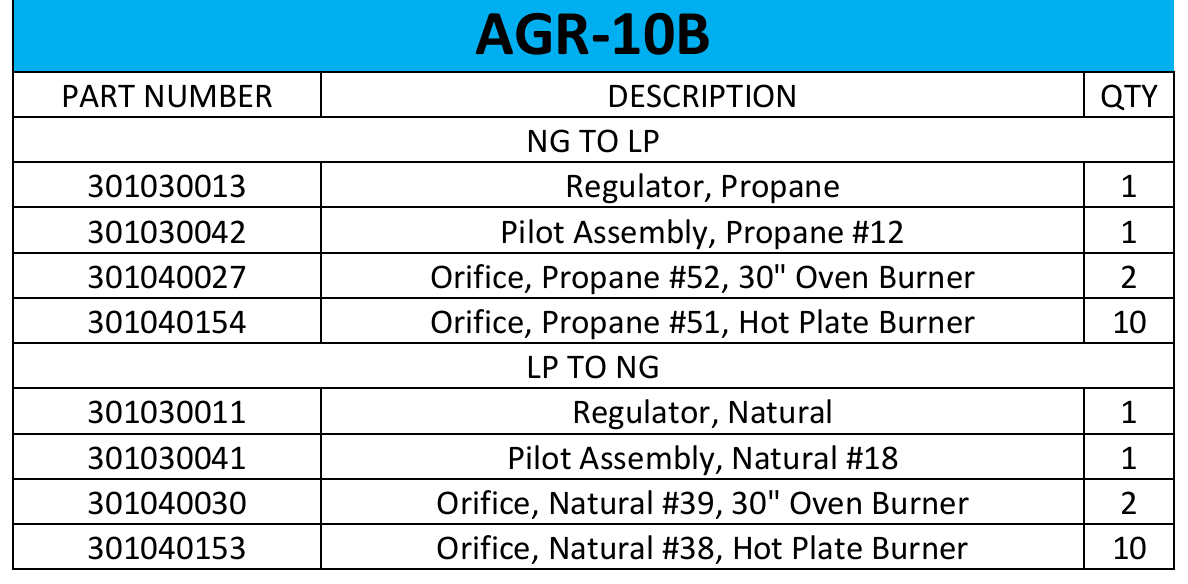 AGR-10B
PART NUMBER DESCRIPTION QTY
NG TO LP
301030013 Regulator, Propane 1
301030042 Pilot Assembly, Propane #12 1
301040027 Orifice, Propane #52, 30" Oven Burner 2
301040154 Orifice, Propane #51, Hot Plate Burner 10
LP TO NG
301030011 Regulator, Natural 1
301030041 Pilot Assembly, Natural #18 1
301040030 Orifice, Natural #39, 30" Oven Burner 2
301040153 Orifice, Natural #38, Hot Plate Burner 10